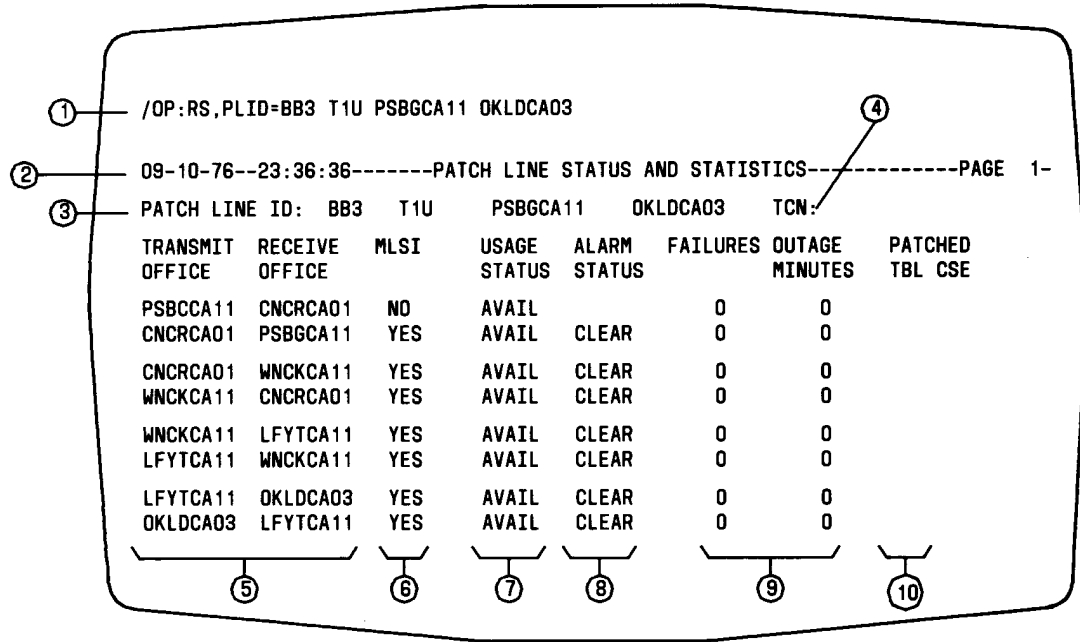 /OP:RS,PLID=BB3 T1U PSBGCA11 OKLDCA03
④
①
② 09-10-76--23:36:36-------PATCH LINE STATUS AND STATISTICS-------------PAGE 1-
③ PATCH LINE ID: BB3 T1U PSBGCA11 OKLDCA03 TCN:
TRANSMIT RECEIVE MLSI USAGE ALARM FAILURES OUTAGE PATCHED
OFFICE OFFICE STATUS STATUS MINUTES TBL CSE
PSBCCA11 CNCRCA01 NO AVAIL 0 0
CNCRCA01 PSBGCA11 YES AVAIL CLEAR 0 0
CNCRCA01 WNCKCA11 YES AVAIL CLEAR 0 0
WNCKCA11 CNCRCA01 YES AVAIL CLEAR 0 0
WNCKCA11 LFYTCA11 YES AVAIL CLEAR 0 0
LFYTCA11 WNCKCA11 YES AVAIL CLEAR 0 0
LFYTCA11 OKLDCA03 YES AVAIL CLEAR 0 0
OKLDCA03 LFYTCA11 YES AVAIL CLEAR 0 0
⑤ ⑥ ⑦ ⑧ ⑨ ⑩